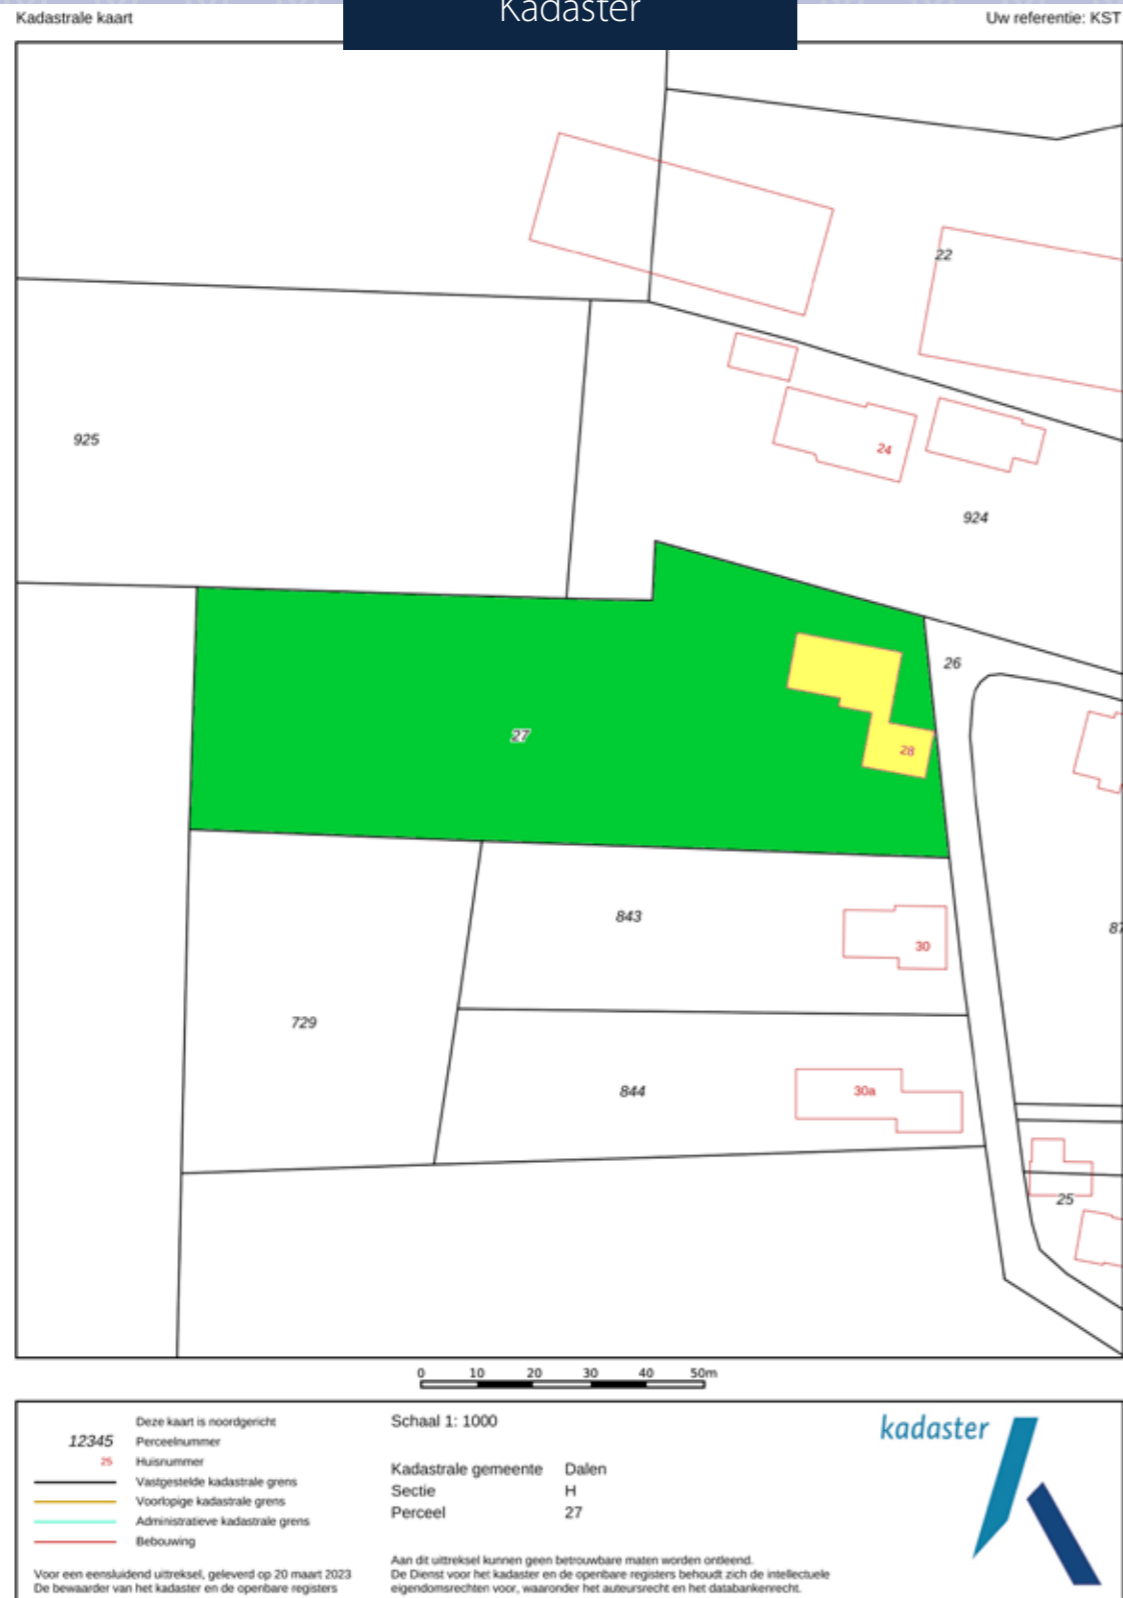 Kadaster
Kadastrale kaart
Uw referentie: KST
22
925
24
924
26
27
28
87
843
30
729
844
30a
25
0 10 20 30 40 50m
Deze kaart is noordgericht
12345 Perceelnummer
25 Huisnummer
Vastgestelde kadastrale grens
Voorlopige kadastrale grens
Administratieve kadastrale grens
Bebouwing
Voor een eensluidend uittreksel, geleverd op 20 maart 2023
De bewaarder van het kadaster en de openbare registers
Schaal 1: 1000
Kadastrale gemeente Dalen
Sectie H
Perceel 27
Aan dit uittreksel kunnen geen betrouwbare maten worden ontleend.
De Dienst voor het kadaster en de openbare registers behoudt zich de intellectuele
eigendomsrechten voor, waaronder het auteursrecht en het databankenrecht.
kadaster